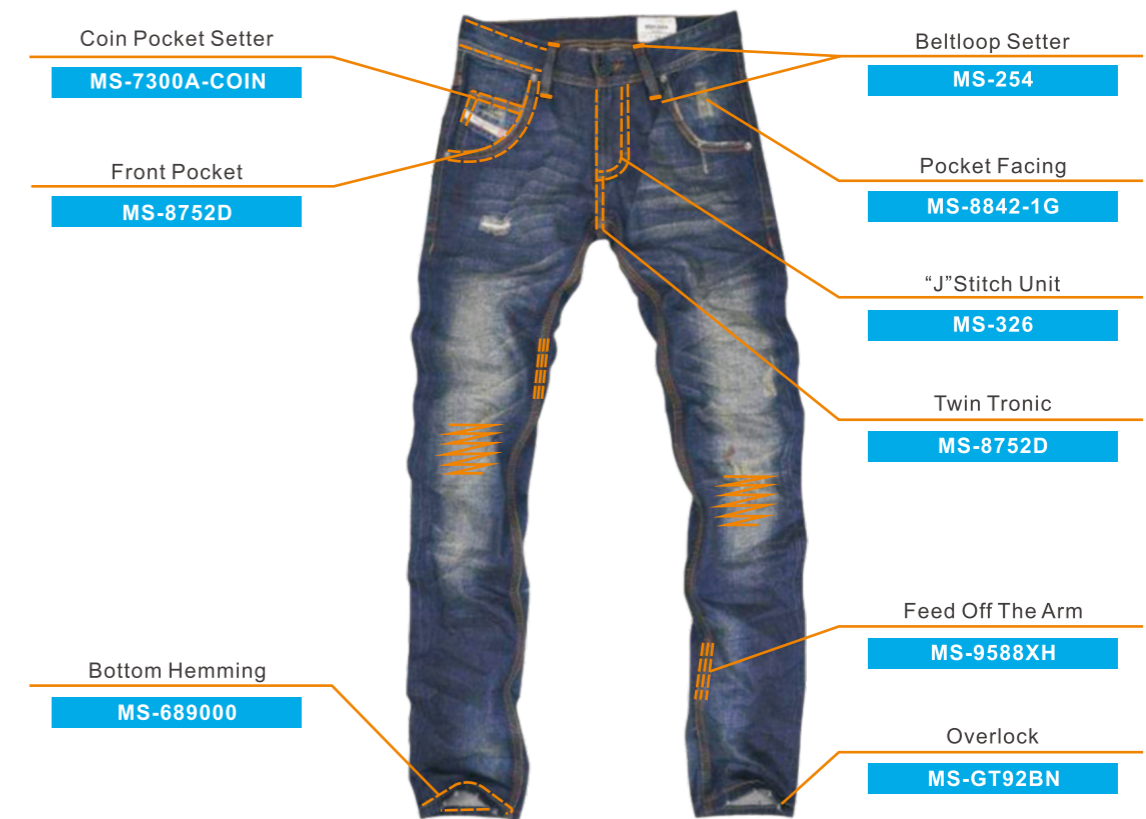 Coin Pocket Setter
MS-7300A-COIN
Front Pocket
MS-8752D
Bottom Hemming
MS-689000
Beltloop Setter
MS-254
Pocket Facing
MS-8842-1G
“J”Stitch Unit
MS-326
Twin Tronic
MS-8752D
Feed Off The Arm
MS-9588XH
Overlock
MS-GT92BN